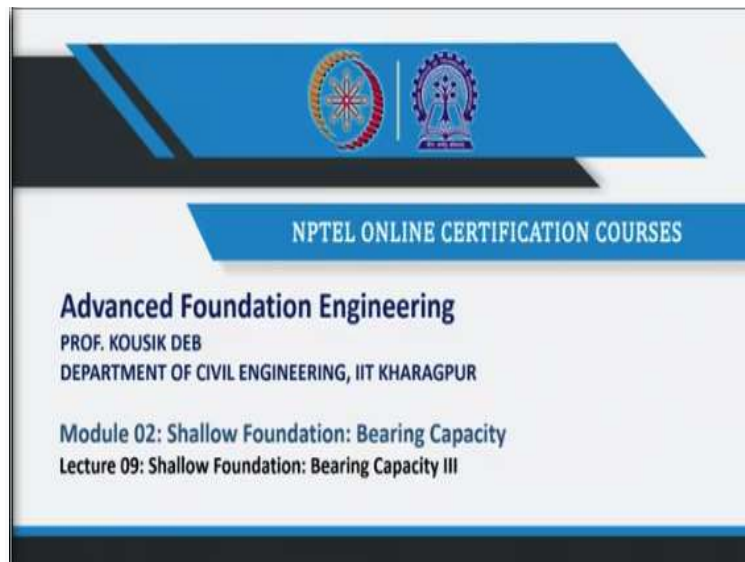 NPTEL ONLINE CERTIFICATION COURSES
Advanced Foundation Engineering
PROF. KOUSIK DEB
DEPARTMENT OF CIVIL ENGINEERING, IIT KHARAGPUR
Module 02: Shallow Foundation: Bearing Capacity
Lecture 09: Shallow Foundation: Bearing Capacity III